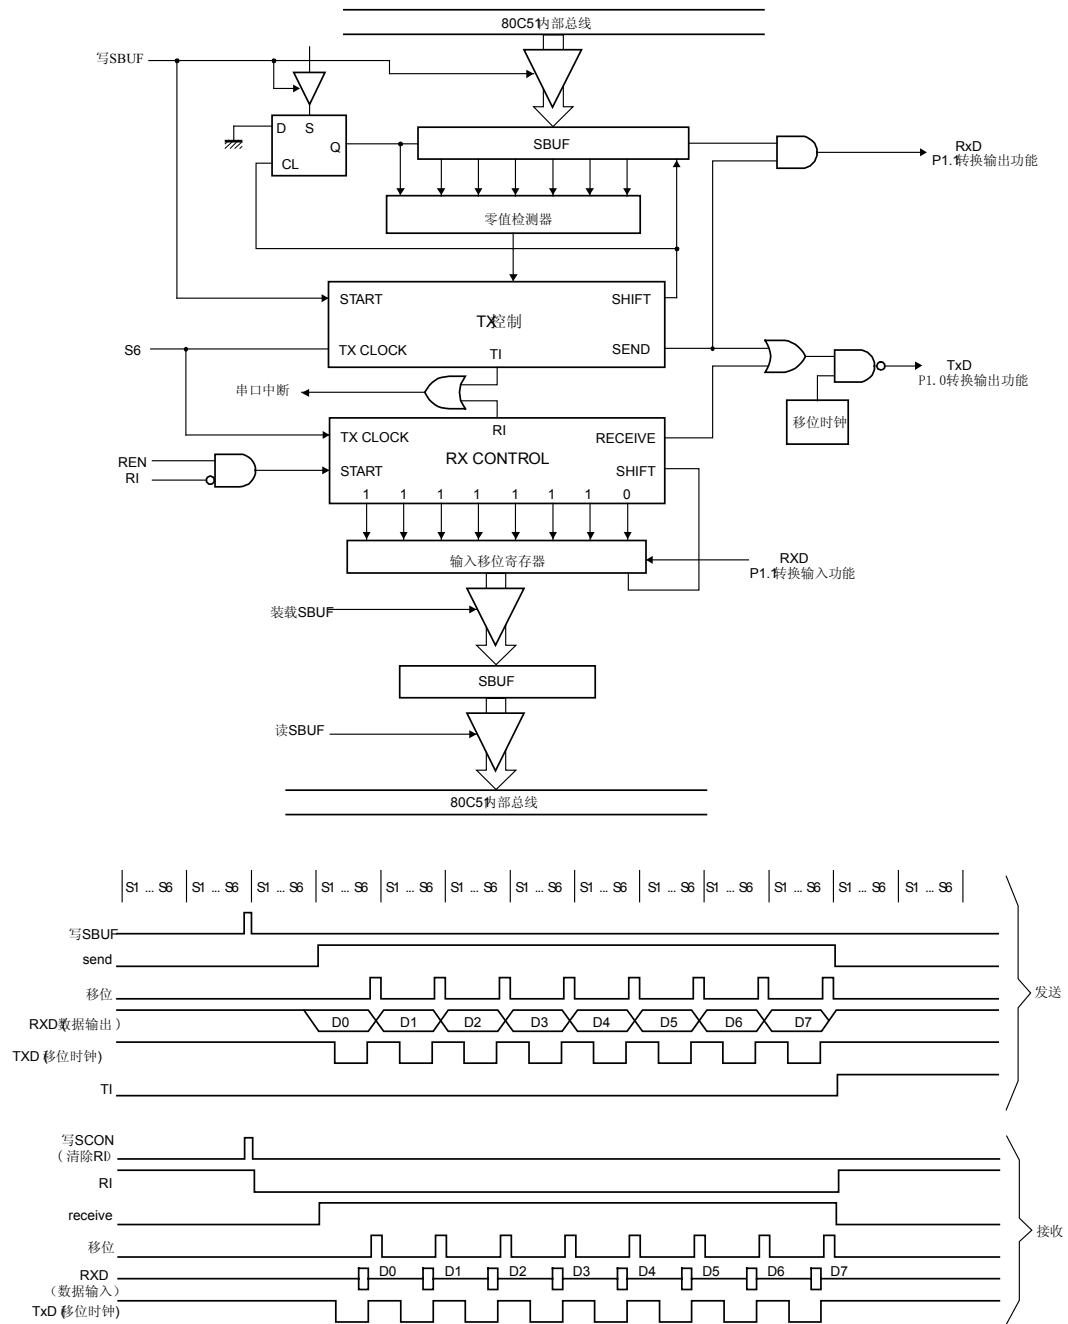 80C51内部总线
写SBUF
D S
Q
CL
SBUF
RxD
P1.1转换输出功能
零值检测器
START
SHIFT
TX控制
S6
TX CLOCK
TI
SEND
TxD
P1.0转换输出功能
串口中断
移位时钟
TX CLOCK
RI
RECEIVE
REN
RI
START
RX CONTROL
SHIFT
1 1 1 1 1 1 1 0
输入移位寄存器
RXD
P1.1转换输入功能
装载SBUF
SBUF
读SBUF
80C51内部总线
S1 ... S6 S1 ... S6 S1 ... S6 S1 ... S6 S1 ... S6 S1 ... S6 S1 ... S6 S1 ... S6 S1 ... S6 S1 ... S6 S1 ... S6 S1 ... S6 S1 ... S6
写SBUF
send
移位
发送
RXD(数据输出)
D0 D1 D2 D3 D4 D5 D6 D7
TXD(移位时钟)
TI
写SCON
(清除RI)
RI
receive
接收
移位
RXD
D0 D1 D2 D3 D4 D5 D6 D7
(数据输入)
TxD(移位时钟)